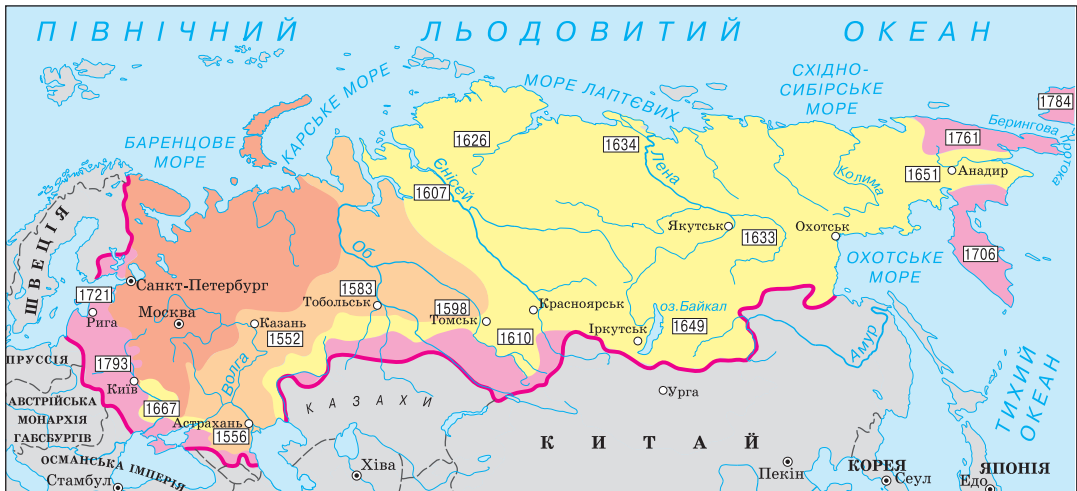 ПІВНІЧНИЙ ЛЬОДОВИТИЙ ОКЕАН
БАРЕНЦОВЕ
МОРЕ
КАРСЬКЕ МОРЕ
МОРЕ ЛАПТЄВИХ
СХІДНО-
СИБІРСЬКЕ
МОРЕ
1784
Берингова
протока
1761
1626
1634
1607
Єнісей
Лена
Колима
1651
Анадир
ШВЕЦІЯ
Якутськ
1633
Охотськ
1706
ОХОТСЬКЕ
МОРЕ
Об
Санкт-Петербург
1721
Рига
Москва
1583
Тобольськ
1598
Томськ
Красноярськ
оз.Байкал
Казань
1552
1610
Іркутськ
1649
Амур
ПРУССІЯ
1793
Київ
Волга
Урга
ТИХИЙ
ОКЕАН
АВСТРІЙСЬКА
МОНАРХІЯ
ГАБСБУРГІВ
1667
Астрахань
1556
КАЗАХИ
КИТАЙ
ОСМАНСЬКА ІМПЕРІЯ
Стамбул
Хіва
Пекін
КОРЕЯ
Сеул
ЯПОНІЯ
Едо